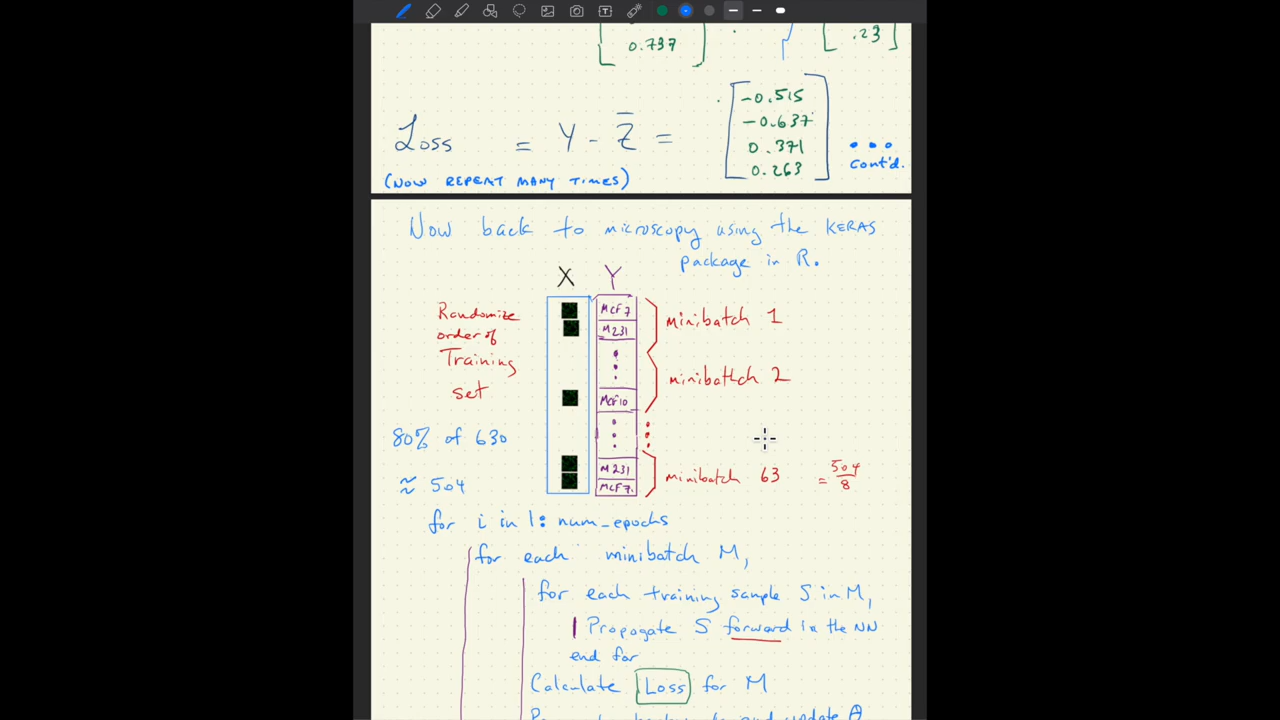 0.737
.23
Loss = Y - Z̅ =
-0.515
-0.637
0.371
0.263
... Cont'd.
(NOW REPEAT MANY TIMES)
Now back to microscopy using the KERAS
package in R.
X Y
Randomize
order of
Training
set
MCF7
M231
MCF10
M231
MCF7
minibatch 1
minibattch 2
minibatch 63 = 504/8
80% of 630
≈ 504
for i in 1: num_epochs
for each minibatch M,
for each training sample S in M,
Propogate S forward in the NN
end for
Calculate Loss for M